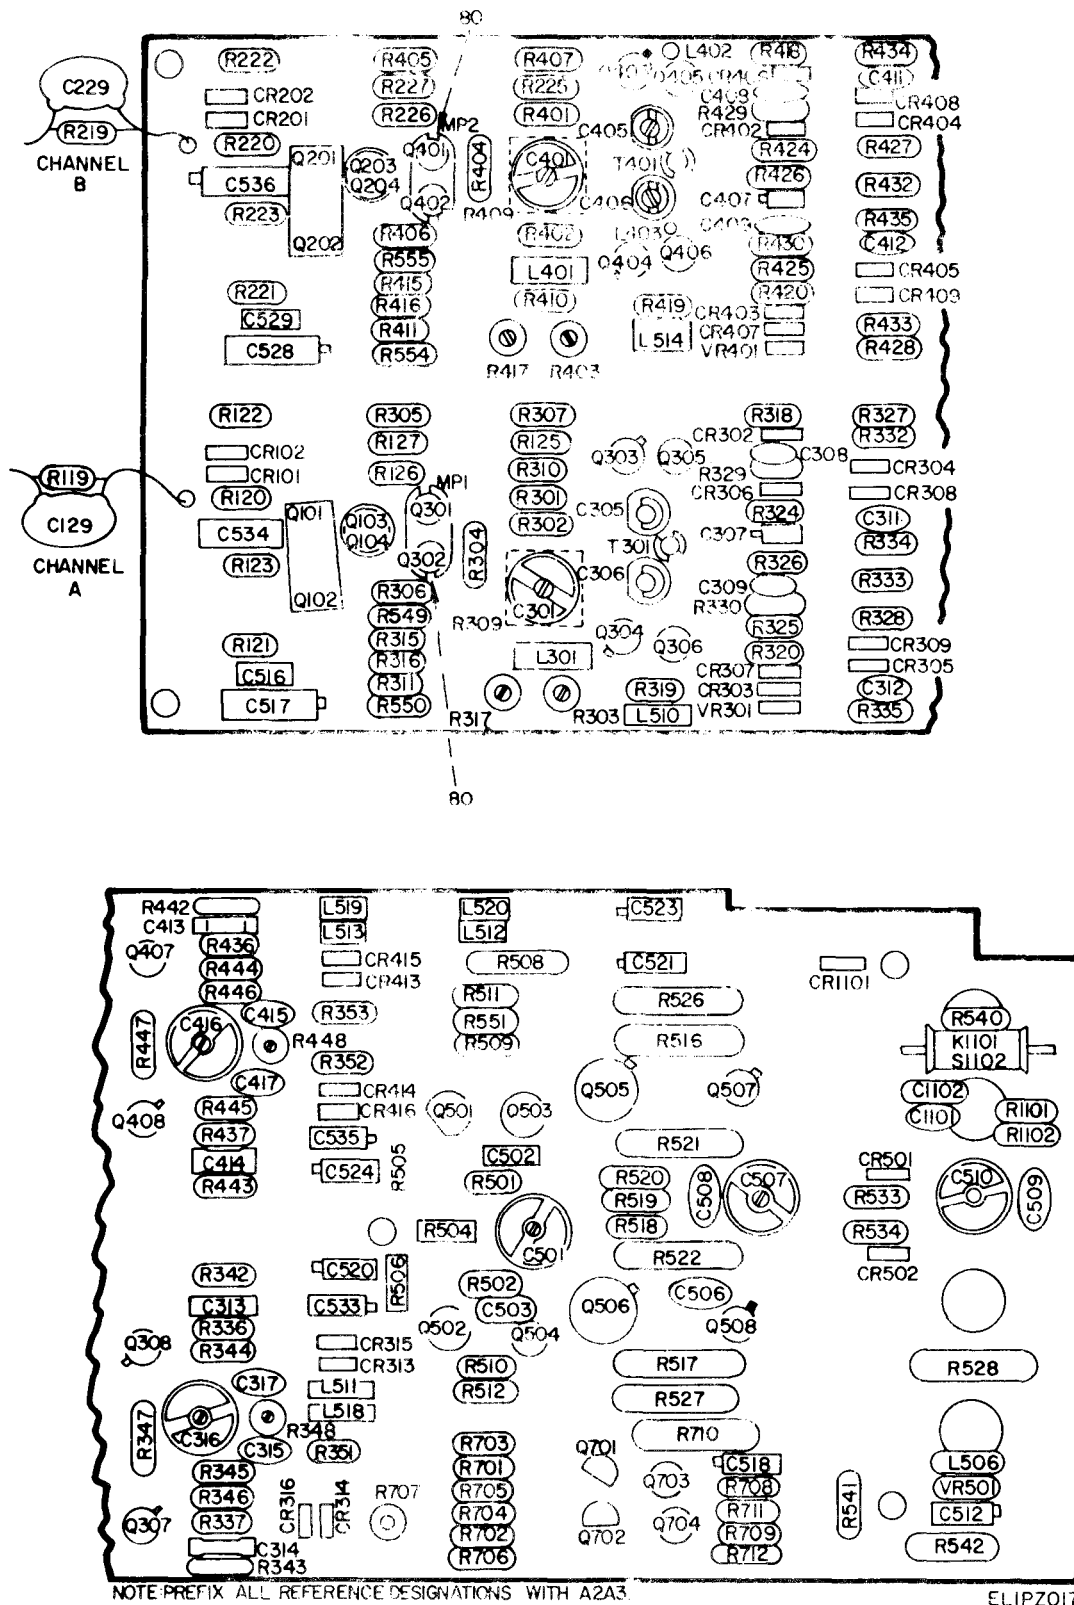 80
R222
R405
R407
L402
R418
R434
C229
R227
R225
Q405
C411
CR202
CR408
R219
CR201
R226
MP2
R401
C405
R429
CR402
CR404
CHANNEL
B
R220
Q201
Q203
Q204
Q401
R404
C401
T401
R424
R427
C536
R426
R432
R223
Q402
R409
C406
C407
R435
Q202
R406
R402
L403
R430
C412
R555
L401
Q404
Q406
R425
CR405
R221
R415
R410
R419
R420
CR409
C529
R416
CR403
C528
R411
L514
CR407
R433
R554
R417
R403
VR401
R428
R122
R305
R307
R318
R327
R127
R125
CR302
R332
CR102
Q303
Q305
C308
R119
CR101
R126
MP1
R310
R329
CR304
R120
Q301
R301
CR306
CR308
C129
Q101
Q103
Q104
C305
R324
C311
C534
R302
C307
R334
CHANNEL
A
R123
Q302
R304
T301
R326
C306
C309
R333
Q102
R306
C301
R330
R549
R309
R325
R328
R121
R315
Q304
Q306
R320
CR309
C516
R316
L301
CR307
CR305
C517
R311
R319
CR303
C312
R550
R317
R303
L510
VR301
R335
80
R442
L519
L520
C523
C413
L513
L512
Q407
R436
CR415
R508
C521
R444
CR413
CR1101
R446
R511
R526
C415
R353
R551
R540
R447
C416
R448
R509
R516
K1101
S1102
R352
C417
CR414
Q505
Q507
C1102
R445
CR416
Q501
Q503
C1101
R1101
Q408
R437
C535
R521
R1102
C414
C524
R505
C502
CR501
R443
R501
R520
C508
C507
C510
C509
R519
R533
R504
R518
C501
R534
R522
R342
C520
R506
R502
CR502
C313
C533
C503
Q506
C506
Q308
R336
Q502
Q504
Q508
R344
CR315
CR313
R510
R517
R528
C317
L511
R512
R527
R347
C316
L518
R348
R710
C315
R351
R703
Q701
R345
R701
C518
L506
R346
CR316
CR314
R707
R705
Q703
R708
R541
VR501
Q307
R337
R704
R711
C512
R702
Q702
Q704
R709
C314
R706
R712
R542
R343
NOTE: PREFIX ALL REFERENCE DESIGNATIONS WITH A2A3.
EL1PZ017